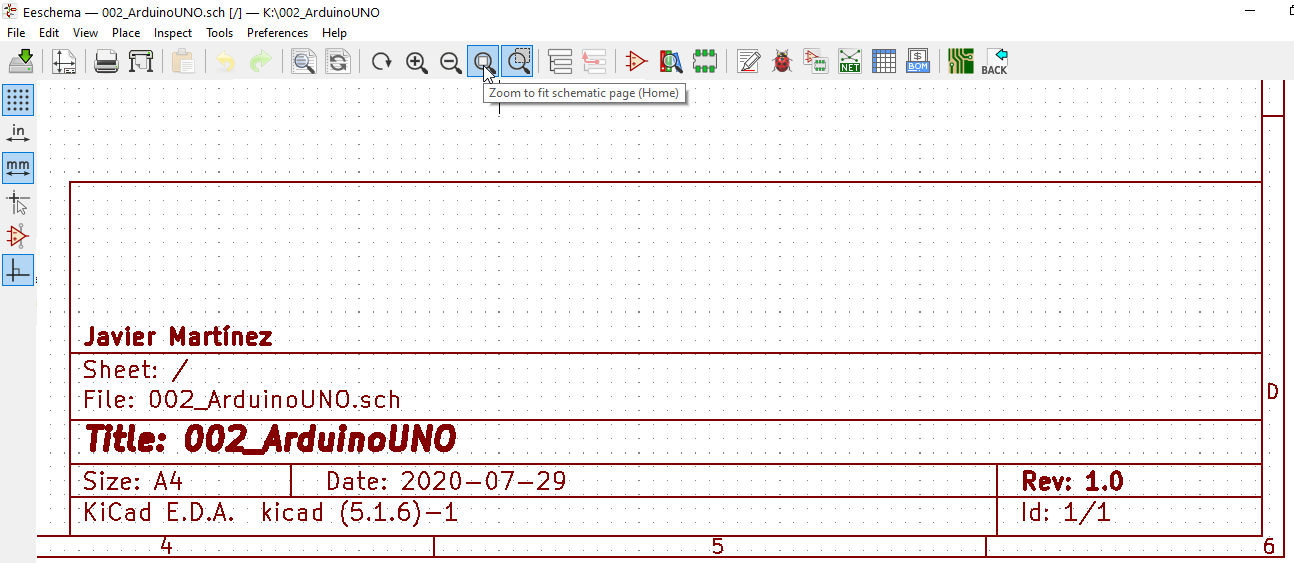 Eeschema — 002_ArduinoUNO.sch [/] — K:\002_ArduinoUNO
File Edit View Place Inspect Tools Preferences Help
NET
$
BOM
BACK
Zoom to fit schematic page (Home)
in
mm
Javier Martínez
Sheet: /
File: 002_ArduinoUNO.sch
D
Title: 002_ArduinoUNO
Size: A4 Date: 2020-07-29 Rev: 1.0
KiCad E.D.A. kicad (5.1.6)-1 Id: 1/1
4 5 6